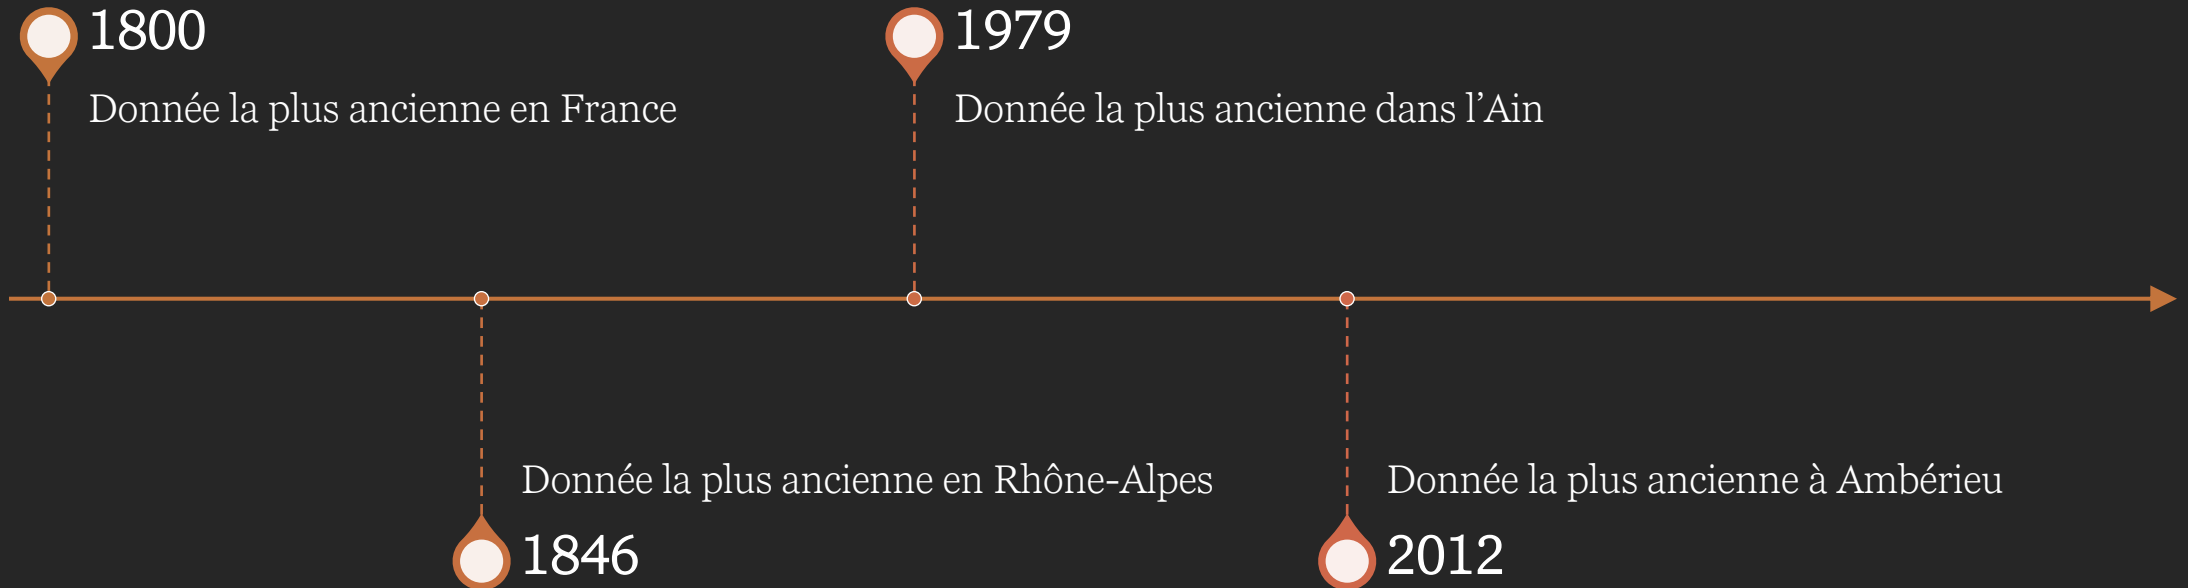 1800
Donnée la plus ancienne en France
1979
Donnée la plus ancienne dans l’Ain
Donnée la plus ancienne en Rhône-Alpes
1846
Donnée la plus ancienne à Ambérieu
2012